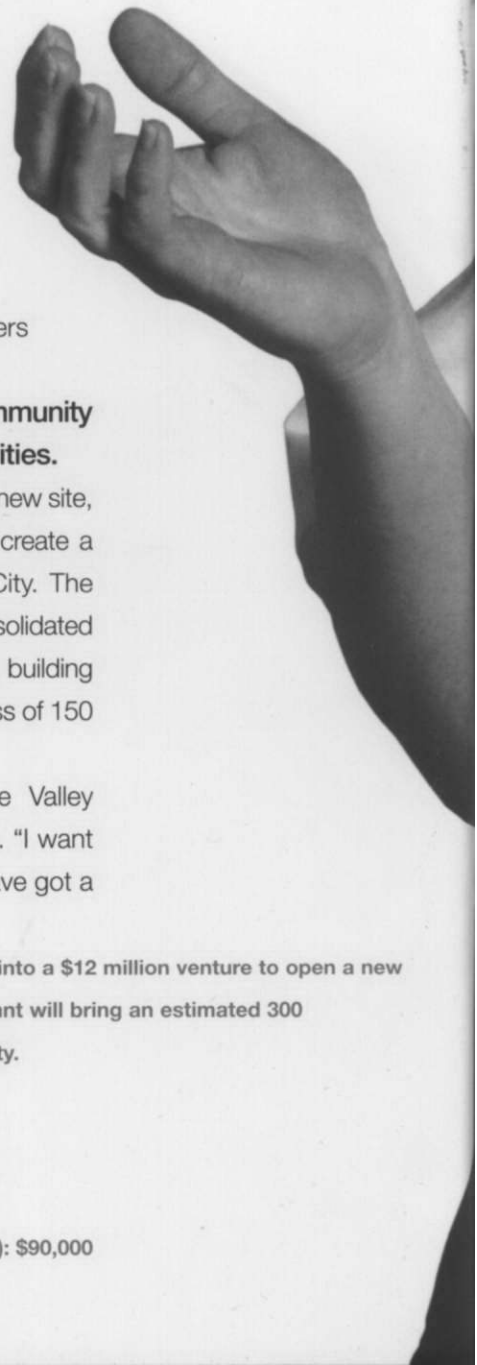 ers
mmunity
ities.
new site,
create a
City. The
solidated
building
ss of 150
e Valley
. "I want
ve got a
into a $12 million venture to open a new
ant will bring an estimated 300
ty.
): $90,000